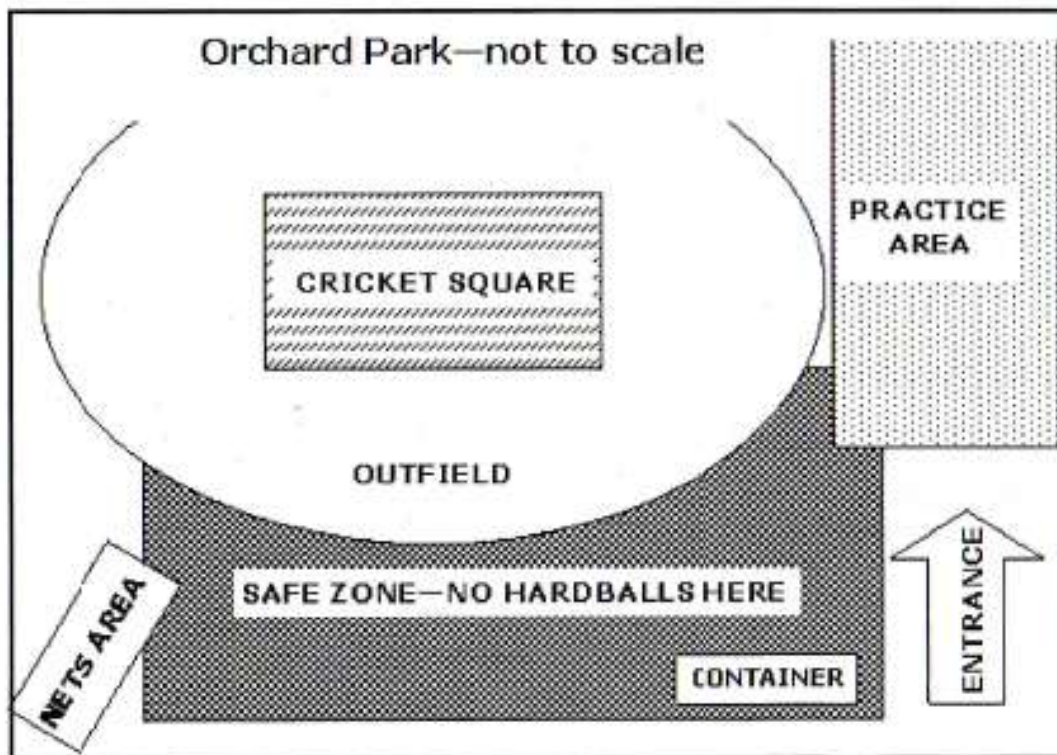 Orchard Park—not to scale
PRACTICE
AREA
CRICKET SQUARE
OUTFIELD
SAFE ZONE—NO HARDBALLS HERE
NETS AREA
CONTAINER
ENTRANCE